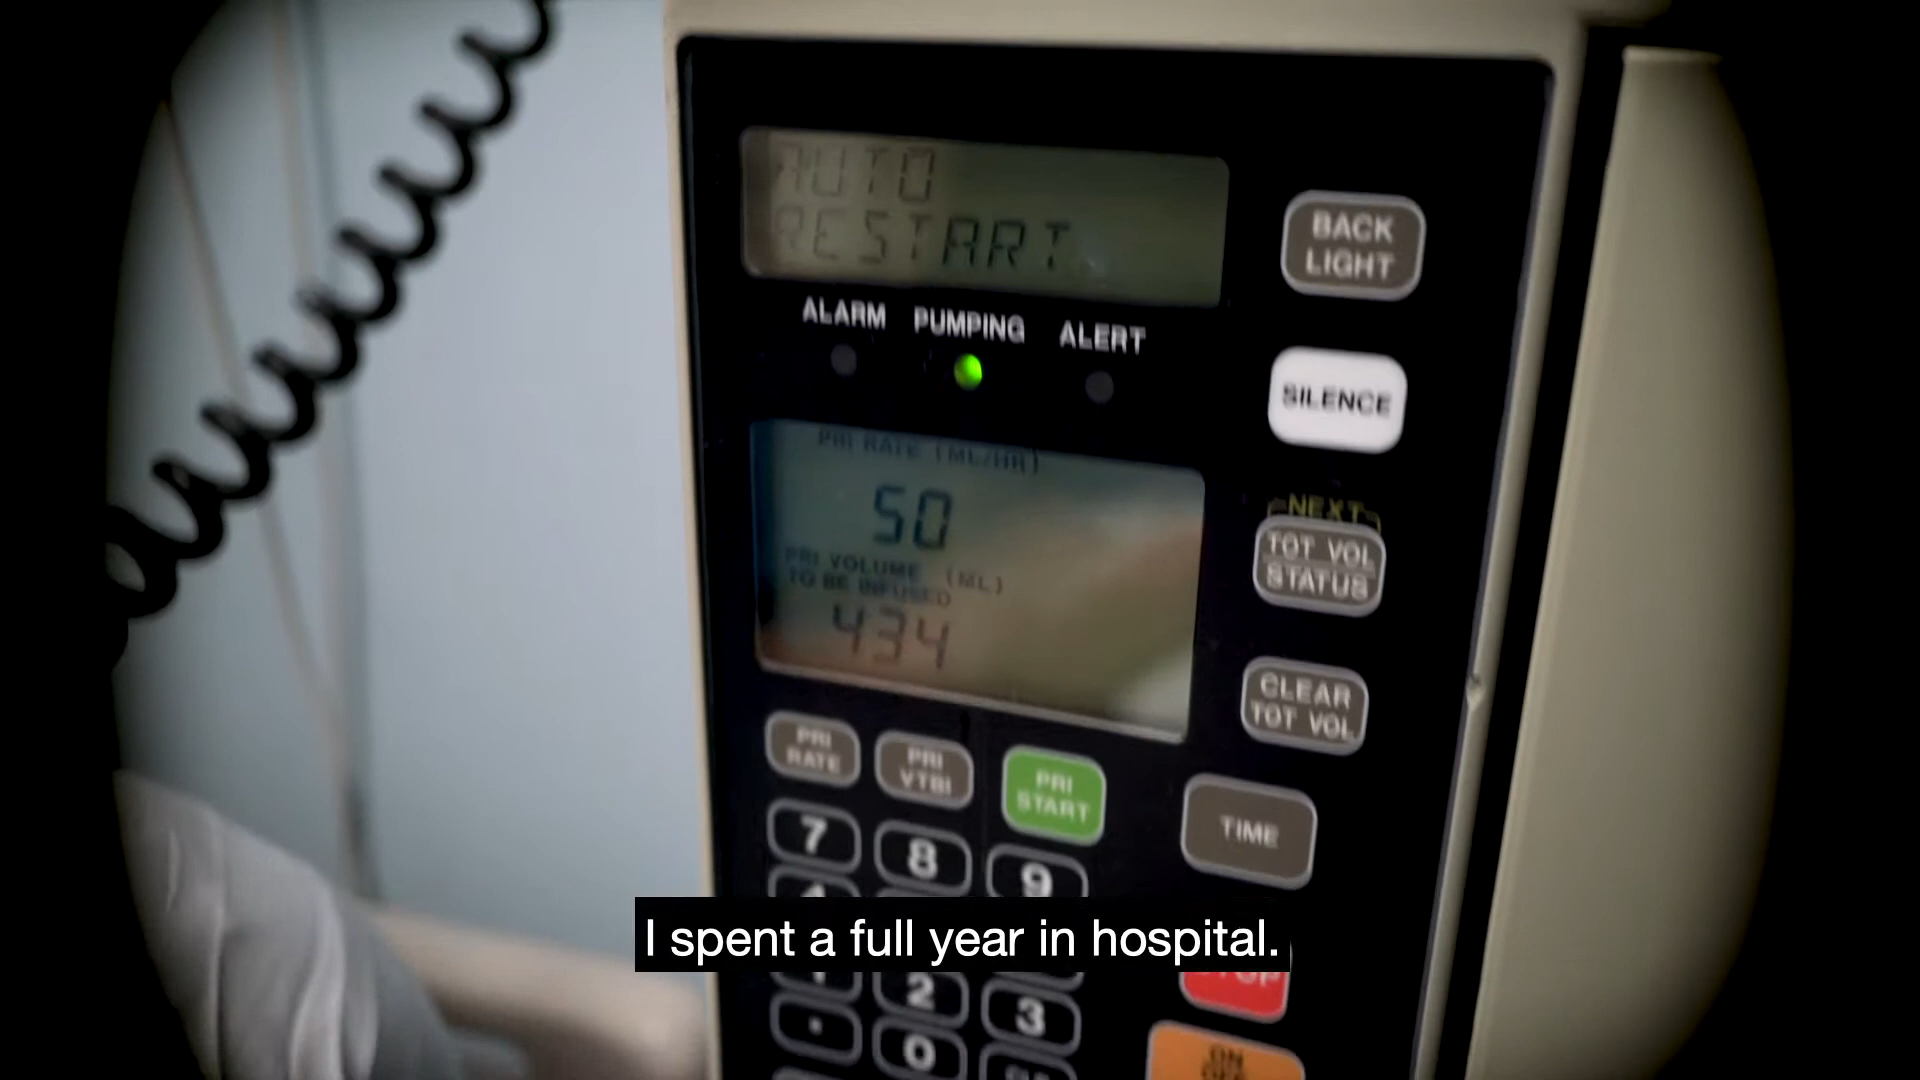 AUTO
RESTART
BACK
LIGHT
ALARM PUMPING ALERT
SILENCE
PRI RATE (ML/HR)
50
NEXT
TOT VOL
STATUS
PRI VOLUME (ML)
TO BE INFUSED
434
CLEAR
TOT VOL
PRI
RATE
PRI
VTBI
PRI
START
TIME
7 8 9
I spent a full year in hospital.
STOP
2 3
.
0
ON